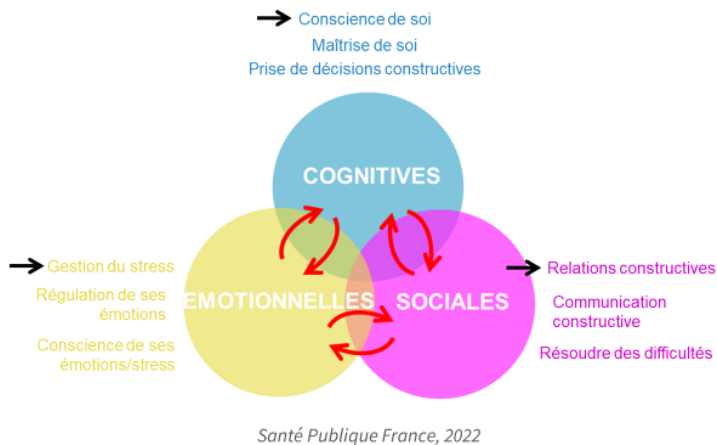 Conscience de soi
Maîtrise de soi
Prise de décisions constructives
COGNITIVES
Gestion du stress
Régulation de ses
émotions
Conscience de ses
émotions/stress
EMOTIONNELLES
SOCIALES
Relations constructives
Communication
constructive
Résoudre des difficultés
Santé Publique France, 2022